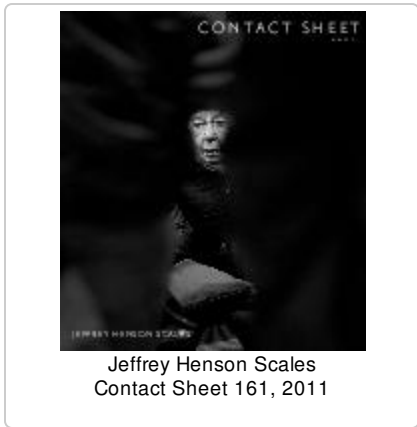 CONTACT SHEET
JEFFREY HENSON SCALES
Jeffrey Henson Scales
Contact Sheet 161, 2011